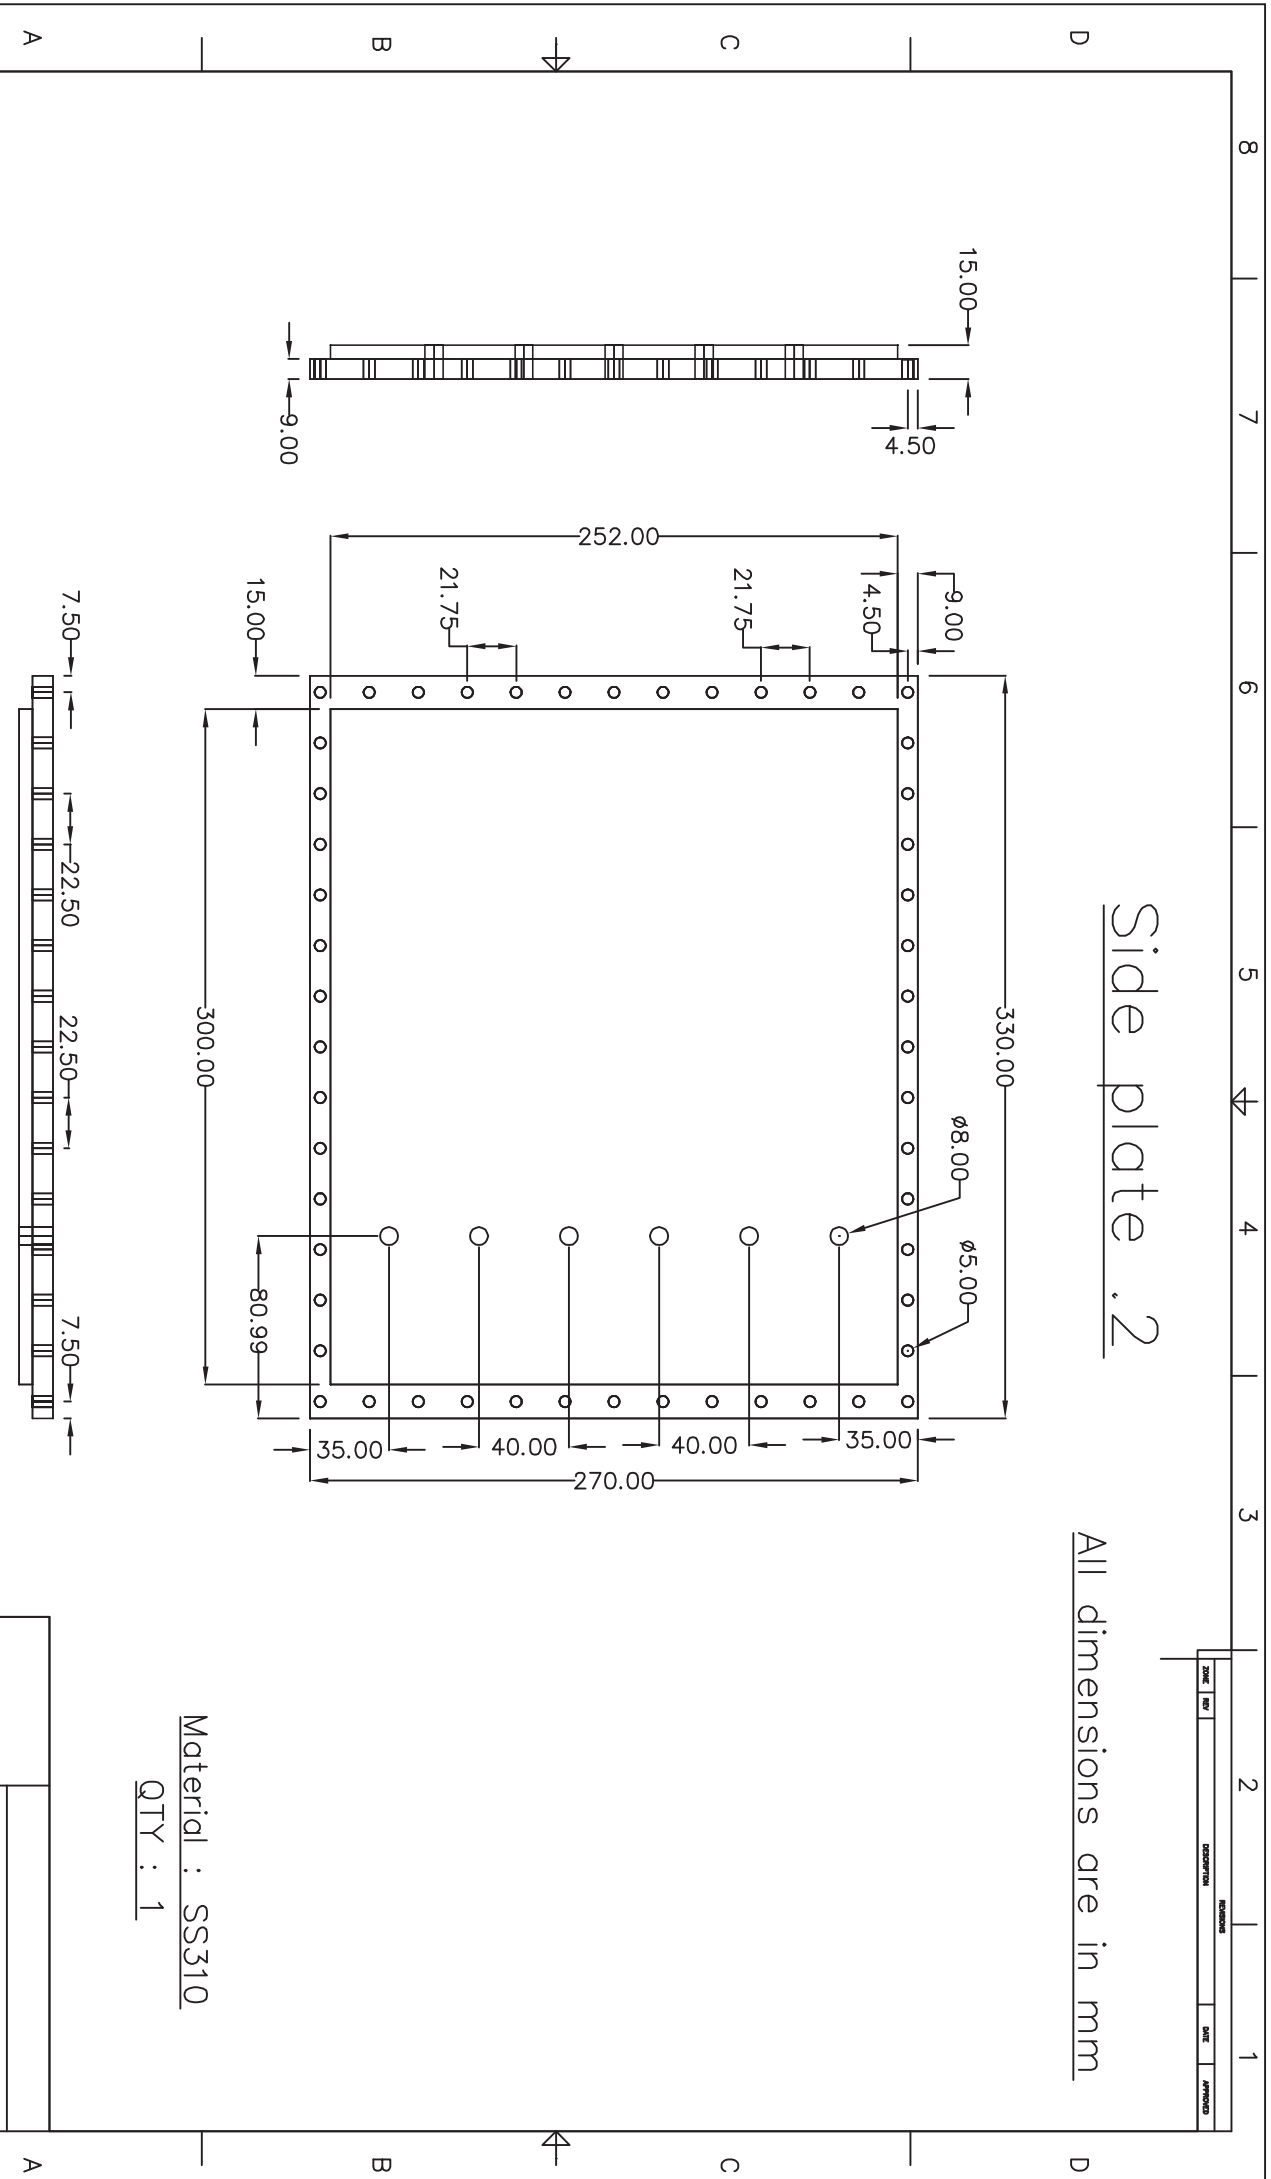 8 7 6 5 4 3 2 1
D
C
B
A
D
C
B
A
REVISIONS
ZONE REV DESCRIPTION DATE APPROVED
Side plate . 2
All dimensions are in mm
15.00
4.50
9.00
252.00
9.00
4.50
21.75
21.75
15.00
330.00
300.00
ø8.00
ø5.00
80.99
35.00
40.00
40.00
35.00
270.00
7.50
22.50
22.50
7.50
Material : SS310
QTY : 1